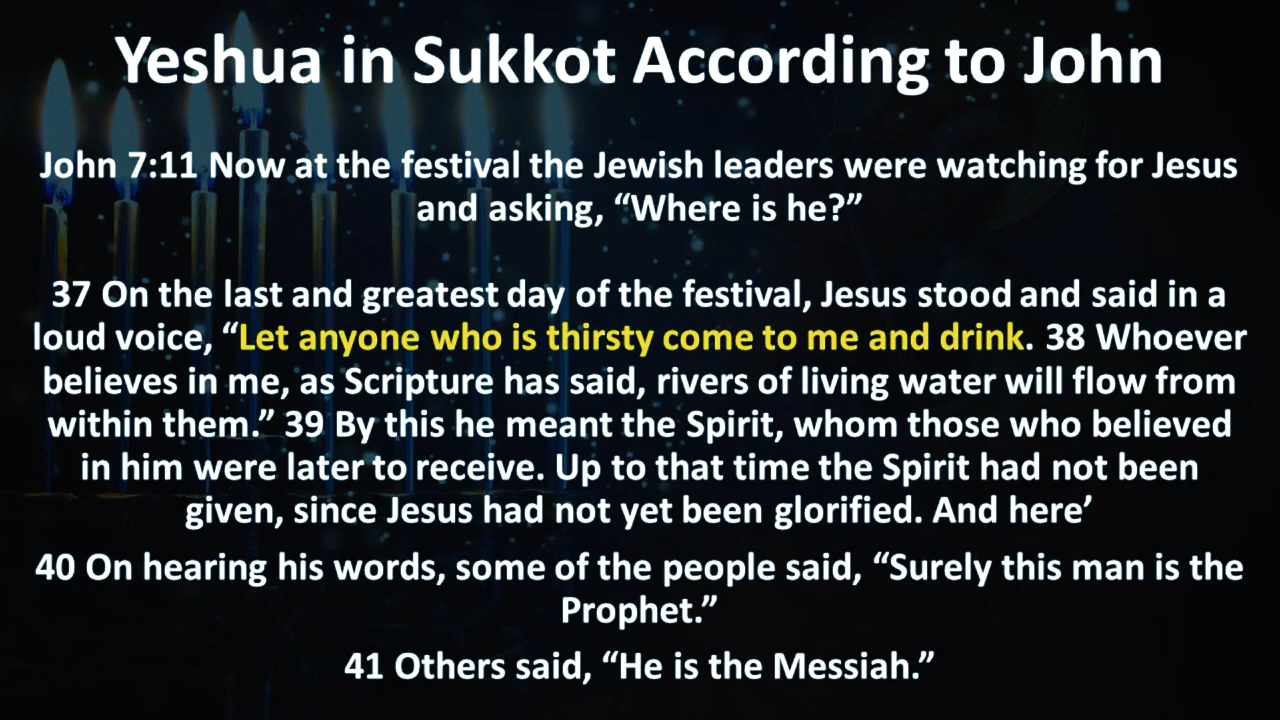 Yeshua in Sukkot According to John
John 7:11 Now at the festival the Jewish leaders were watching for Jesus
and asking, “Where is he?”
37 On the last and greatest day of the festival, Jesus stood and said in a
loud voice, “Let anyone who is thirsty come to me and drink. 38 Whoever
believes in me, as Scripture has said, rivers of living water will flow from
within them.” 39 By this he meant the Spirit, whom those who believed
in him were later to receive. Up to that time the Spirit had not been
given, since Jesus had not yet been glorified. And here’
40 On hearing his words, some of the people said, “Surely this man is the
Prophet.”
41 Others said, “He is the Messiah.”